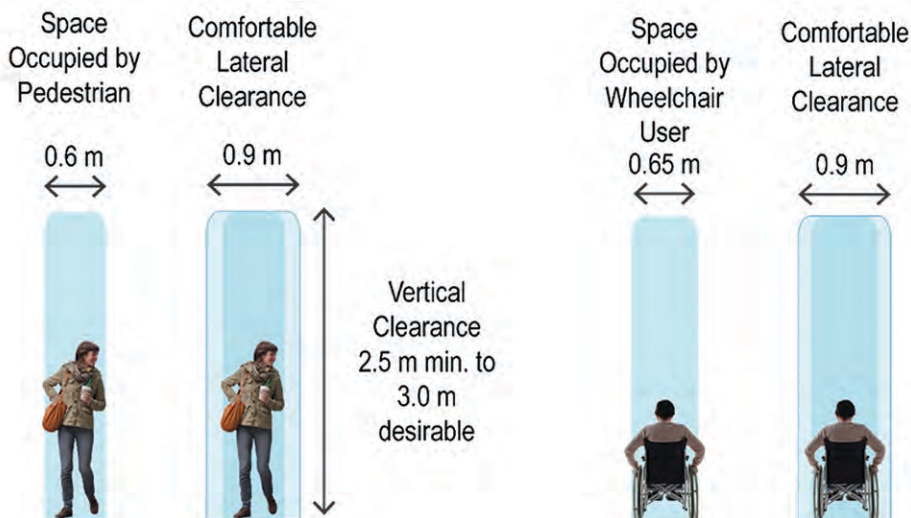 Space
Occupied by
Pedestrian
0.6 m
Comfortable
Lateral
Clearance
0.9 m
Vertical
Clearance
2.5 m min. to
3.0 m
desirable
Space
Occupied by
Wheelchair
User
0.65 m
Comfortable
Lateral
Clearance
0.9 m